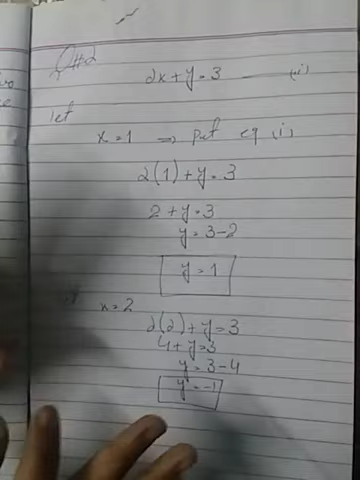 Q#2
2x + y = 3 (i)
let
x = 1 ⇒ put eq (i)
2(1) + y = 3
2 + y = 3
y = 3 - 2
y = 1
x = 2
2(2) + y = 3
4 + y = 3
y = 3 - 4
y = -1